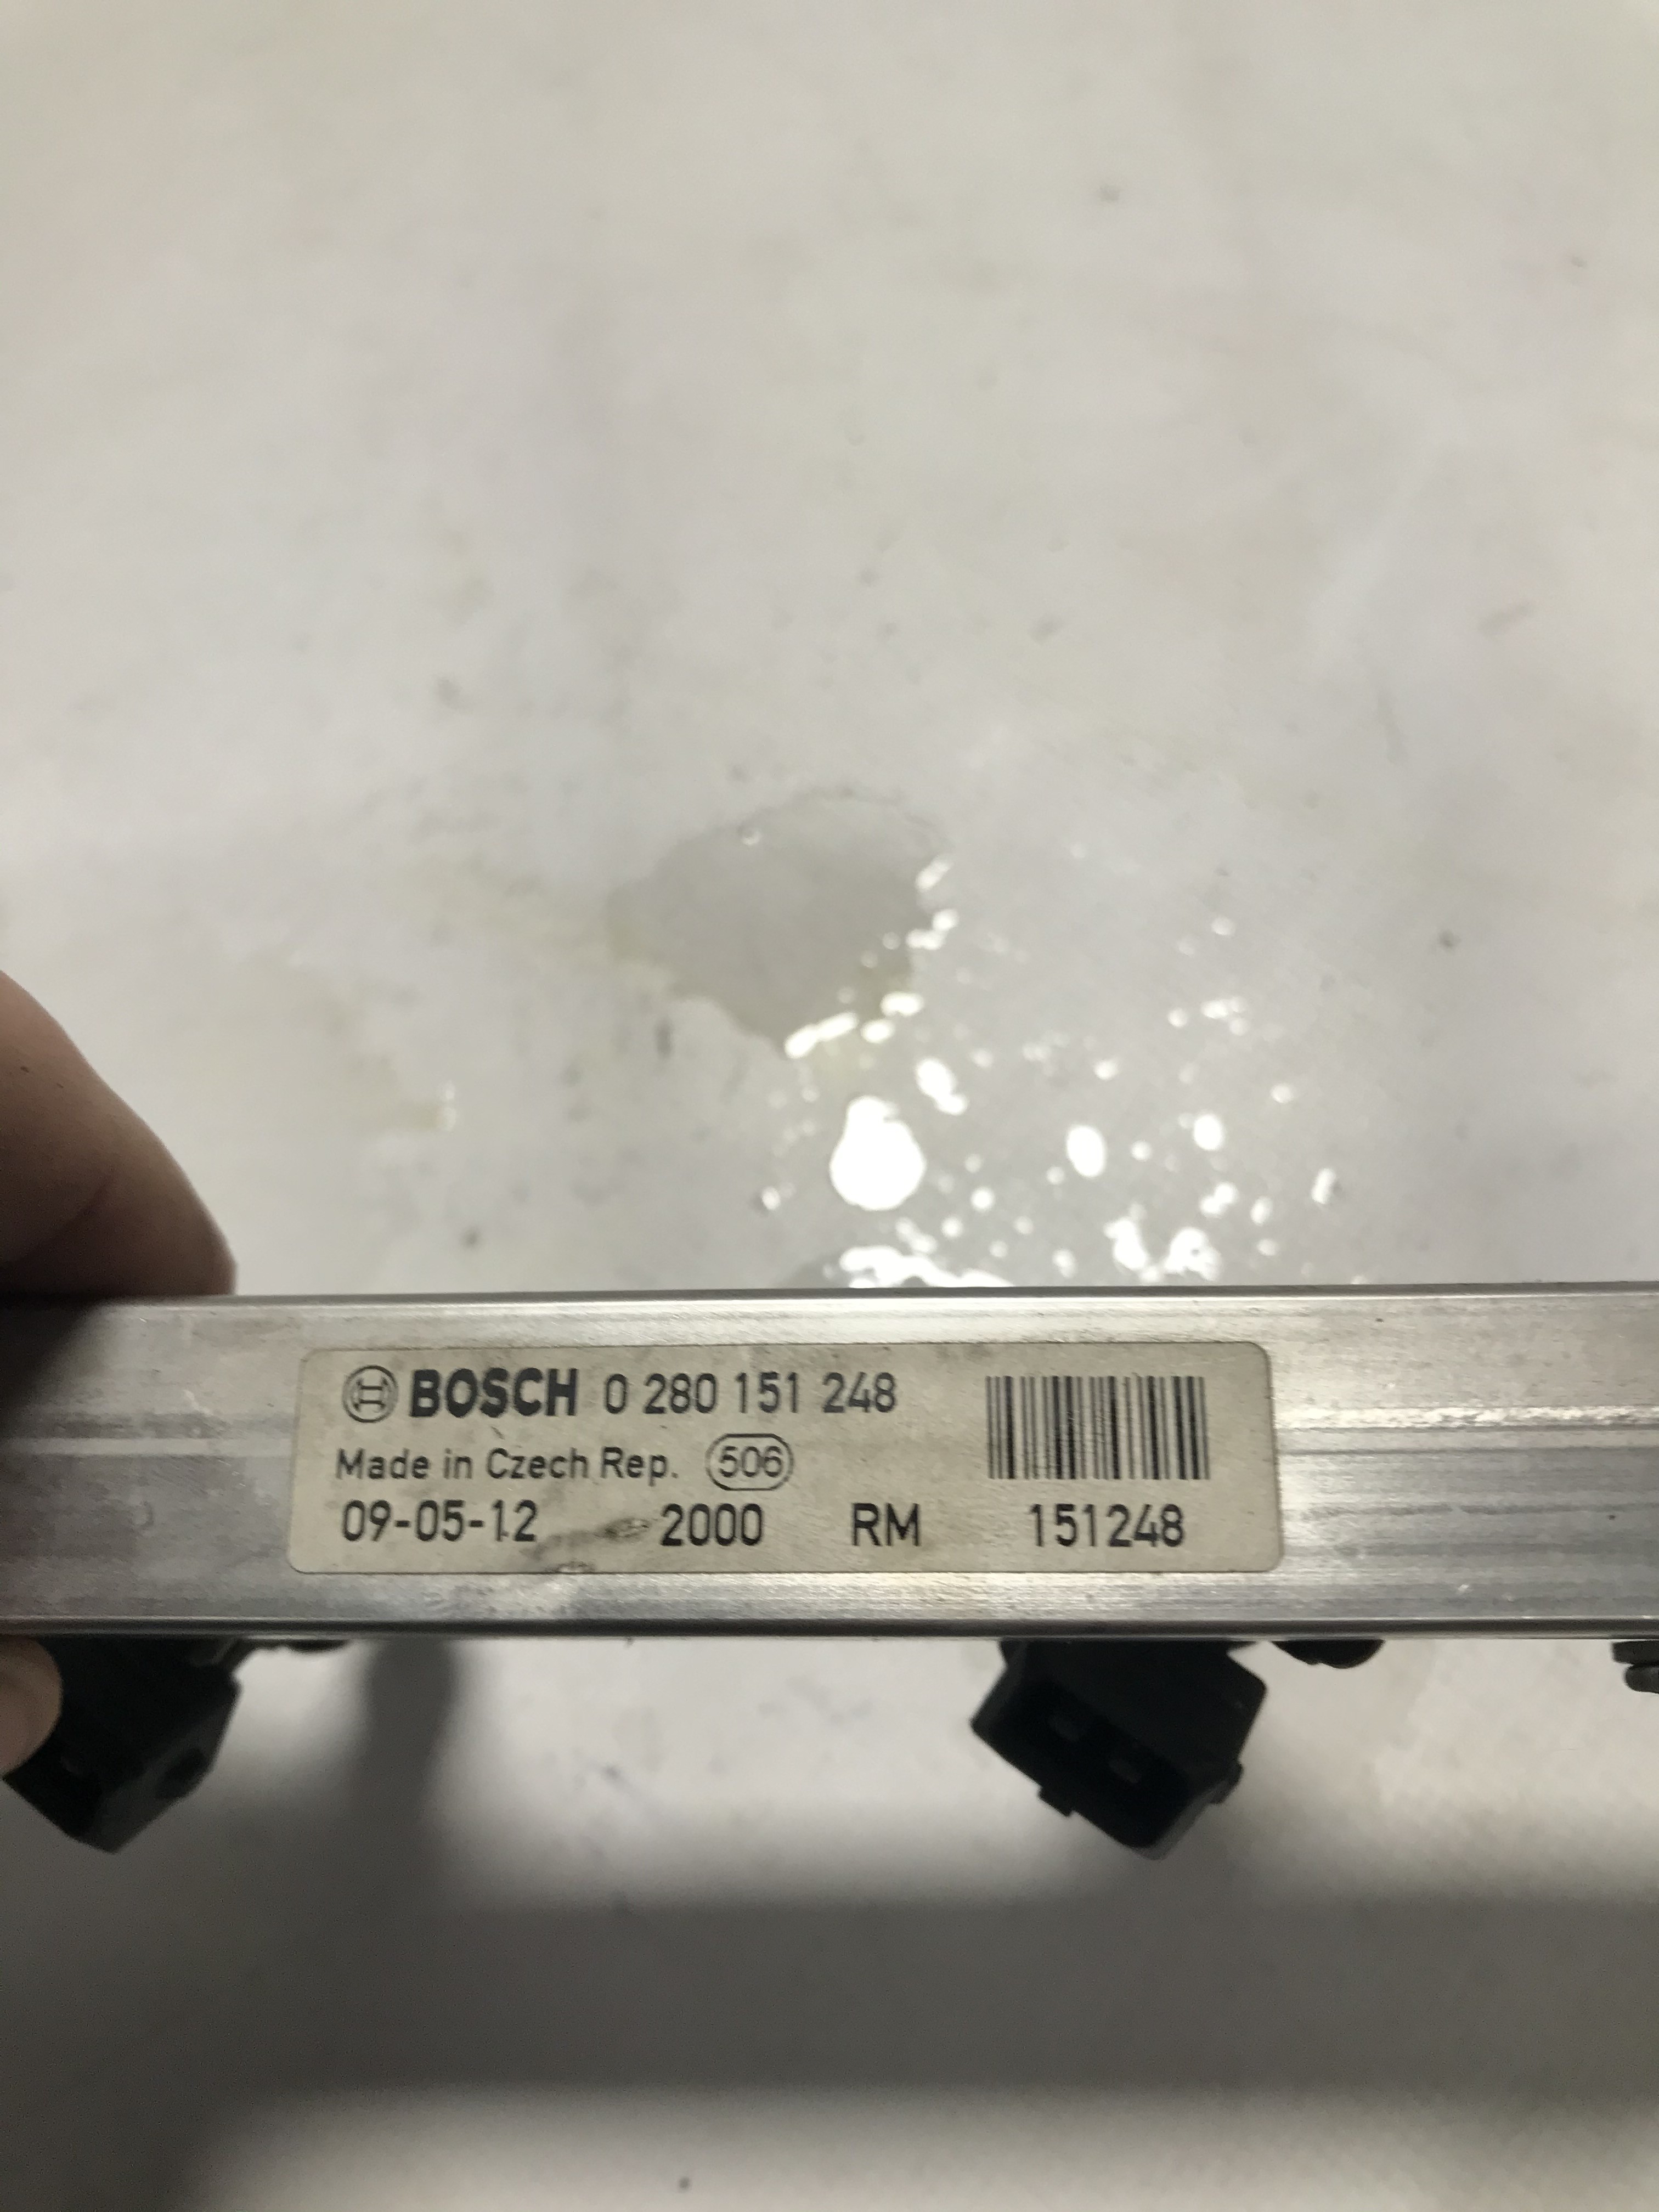 BOSCH 0 280 151 248
Made in Czech Rep. 506
09-05-12 2000 RM 151248